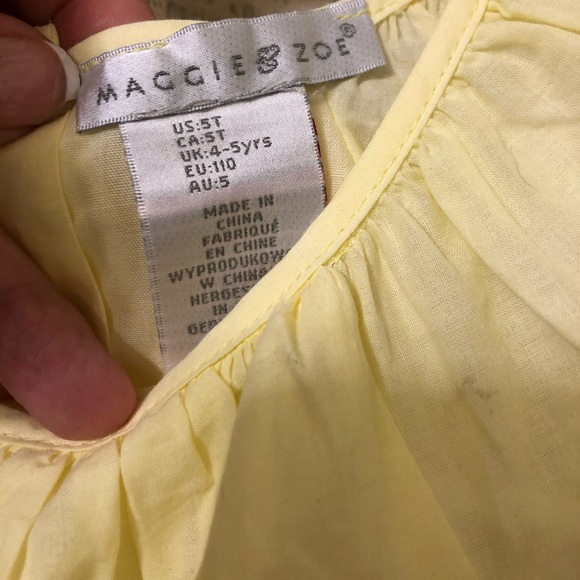 MAGGIE & ZOE®
US:5T
CA:5T
UK:4-5yrs
EU:110
AU:5
MADE IN
CHINA
FABRIQUÉ
EN CHINE
WYPRODUKOW
W CHINA
HERGES
IN